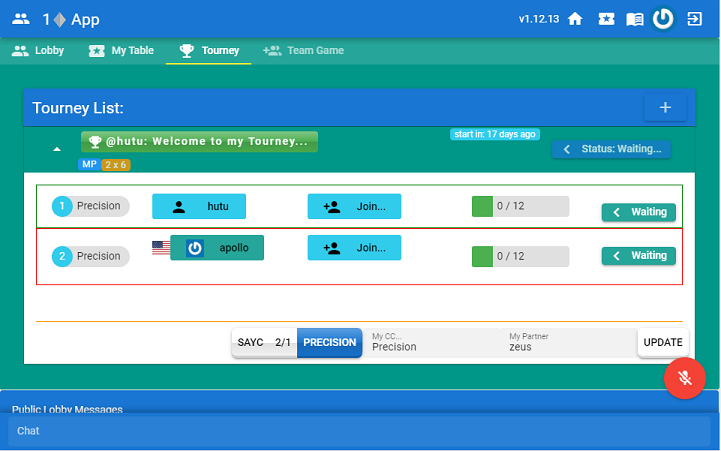 1 App
v1.12.13
Lobby
My Table
Tourney
Team Game
Tourney List:
@hutu: Welcome to my Tourney...
start in: 17 days ago
Status: Waiting...
MP
2 x 6
1 Precision
hutu
Join...
0 / 12
Waiting
2 Precision
apollo
Join...
0 / 12
Waiting
SAYC
2/1
PRECISION
My CC...
Precision
My Partner
zeus
UPDATE
Public Lobby Messages
Chat